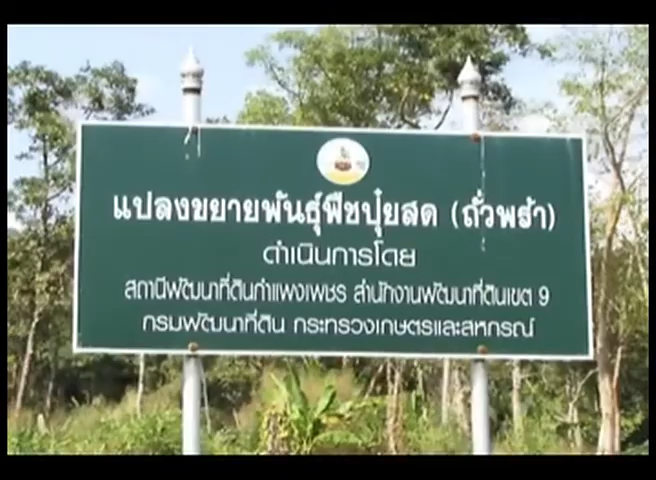 แปลงขยายพันธุ์พืชปุ๋ยสด (ถั่วพร้า)
ดำเนินการโดย
สถานีพัฒนาที่ดินกำแพงเพชร สำนักงานพัฒนาที่ดินเขต 9
กรมพัฒนาที่ดิน กระทรวงเกษตรและสหกรณ์